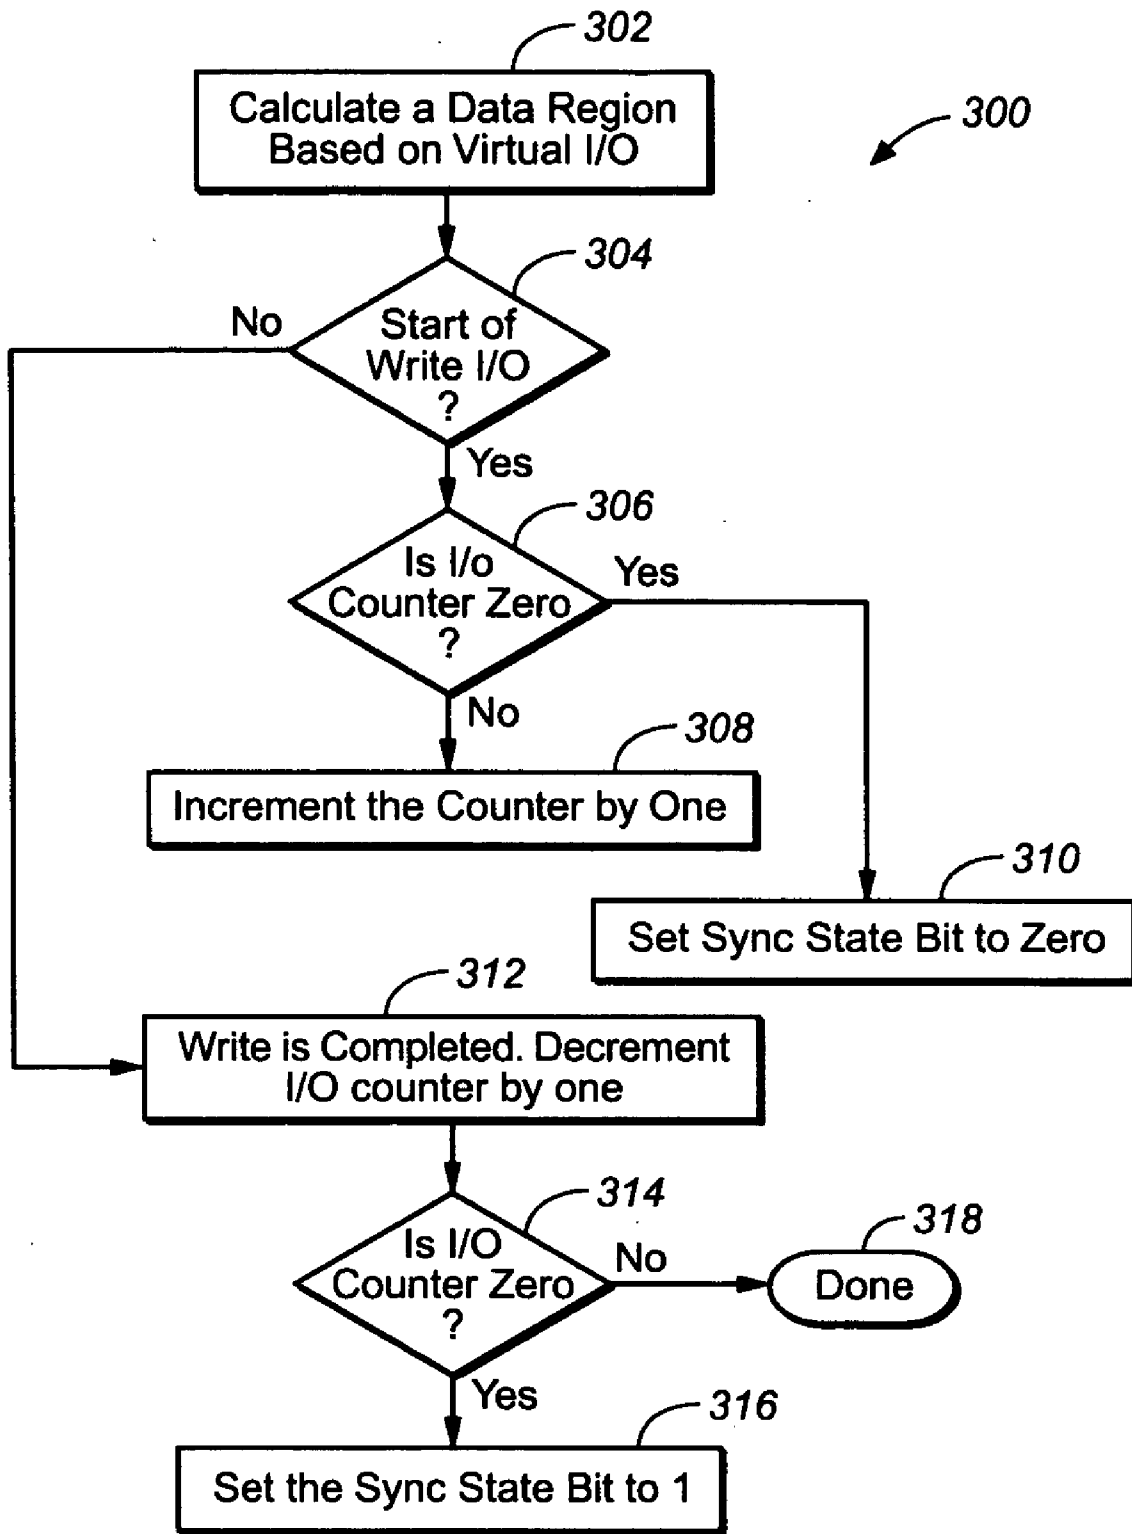 302
Calculate a Data Region
Based on Virtual I/O
300
304
No
Start of
Write I/O
?
Yes
306
Is I/o
Counter Zero
?
Yes
No
308
Increment the Counter by One
310
Set Sync State Bit to Zero
312
Write is Completed. Decrement
I/O counter by one
314
Is I/O
Counter Zero
?
No
318
Done
Yes
316
Set the Sync State Bit to 1